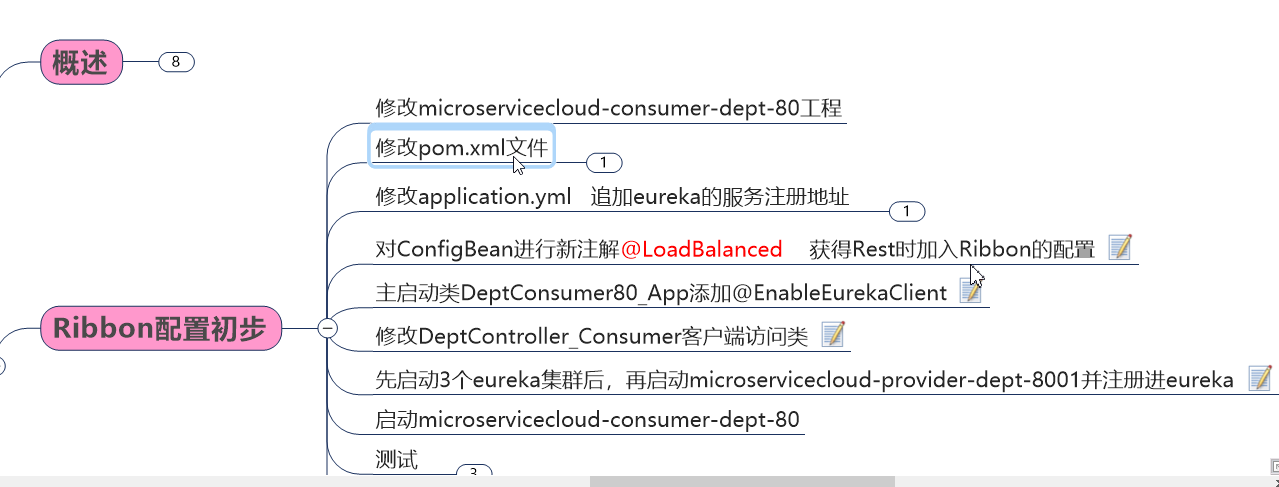 概述
8
修改microservicecloud-consumer-dept-80工程
修改pom.xml文件
1
修改application.yml 追加eureka的服务注册地址
1
对ConfigBean进行新注解@LoadBalanced 获得Rest时加入Ribbon的配置
主启动类DeptConsumer80_App添加@EnableEurekaClient
Ribbon配置初步
修改DeptController_Consumer客户端访问类
先启动3个eureka集群后，再启动microservicecloud-provider-dept-8001并注册进eureka
启动microservicecloud-consumer-dept-80
测试
3